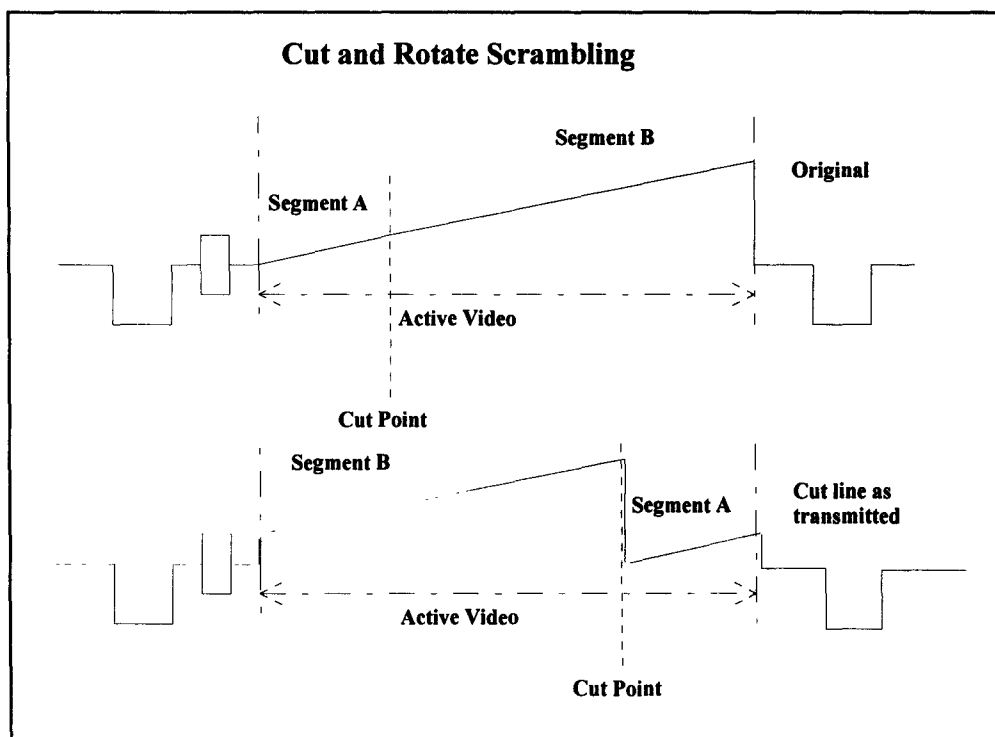 Cut and Rotate Scrambling
Segment B
Original
Segment A
Active Video
Cut Point
Segment B
Segment A
Cut line as
transmitted
Active Video
Cut Point